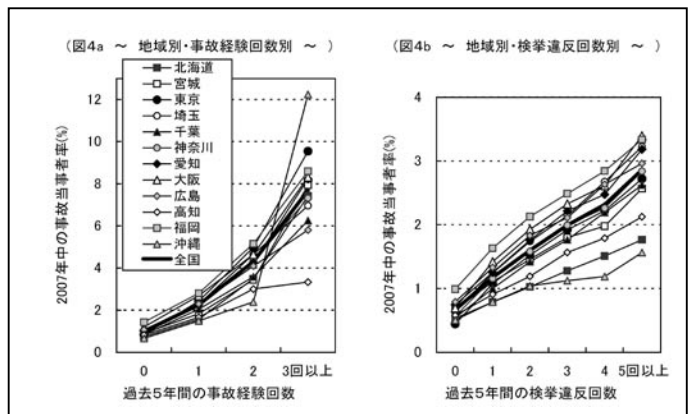 （図4a ～ 地域別・事故経験回数別 ～ ）
北海道
宮城
東京
埼玉
千葉
神奈川
愛知
大阪
広島
高知
福岡
沖縄
全国
12
10
8
6
4
2
0
2007年中の事故当事者率(%)
0 1 2 3回以上
過去5年間の事故経験回数
（図4b ～ 地域別・検挙違反回数別 ～ ）
4
3
2
1
0
2007年中の事故当事者率(%)
0 1 2 3 4 5回以上
過去5年間の検挙違反回数